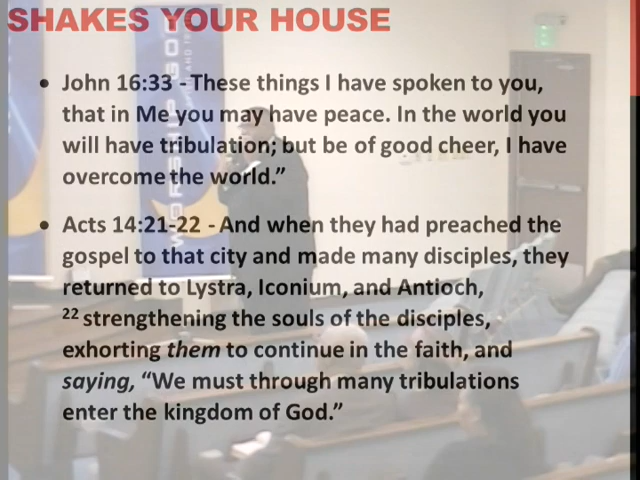 SHAKES YOUR HOUSE
• John 16:33 - These things I have spoken to you,
that in Me you may have peace. In the world you
will have tribulation; but be of good cheer, I have
overcome the world.”
• Acts 14:21-22 - And when they had preached the
gospel to that city and made many disciples, they
returned to Lystra, Iconium, and Antioch,
22 strengthening the souls of the disciples,
exhorting them to continue in the faith, and
saying, “We must through many tribulations
enter the kingdom of God.”
WORSHIP GOD